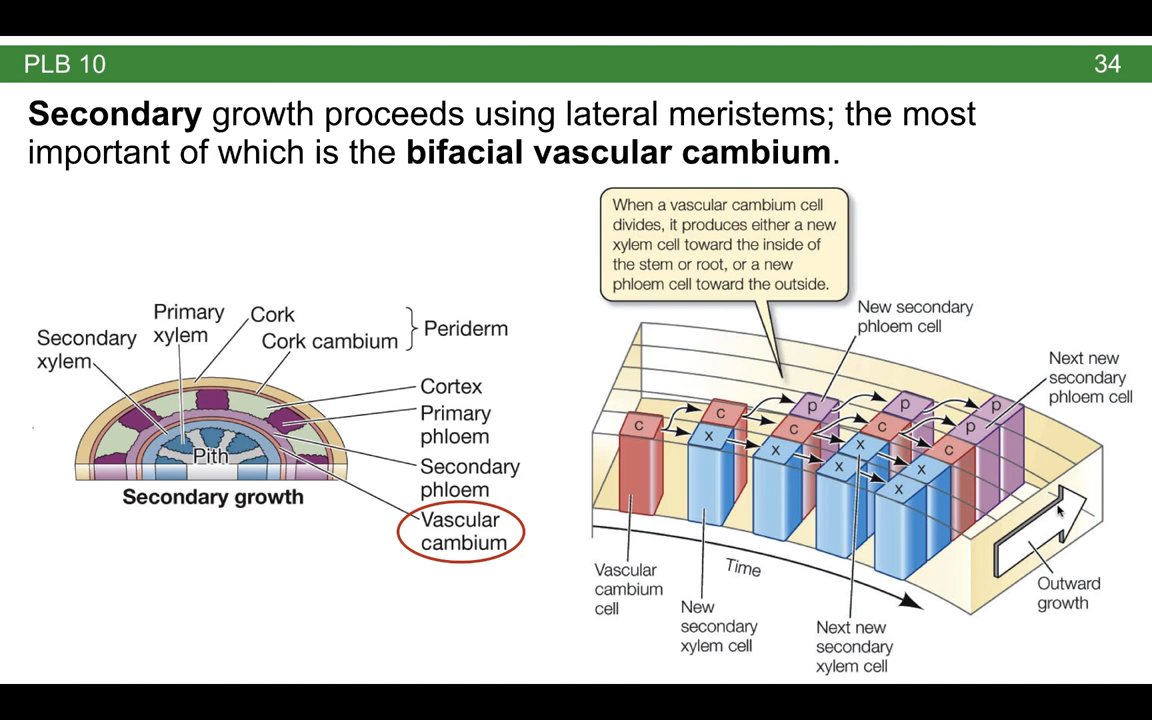 PLB 10
34
Secondary growth proceeds using lateral meristems; the most
important of which is the bifacial vascular cambium.
When a vascular cambium cell
divides, it produces either a new
xylem cell toward the inside of
the stem or root, or a new
phloem cell toward the outside.
Primary
xylem
Secondary
xylem
Cork
Cork cambium
Periderm
Cortex
Primary
phloem
Secondary
phloem
Vascular
cambium
Pith
Secondary growth
New secondary
phloem cell
Next new
secondary
phloem cell
c
c
x
p
c
x
x
p
c
x
x
p
p
c
x
x
Vascular
cambium
cell
New
secondary
xylem cell
Time
Next new
secondary
xylem cell
Outward
growth